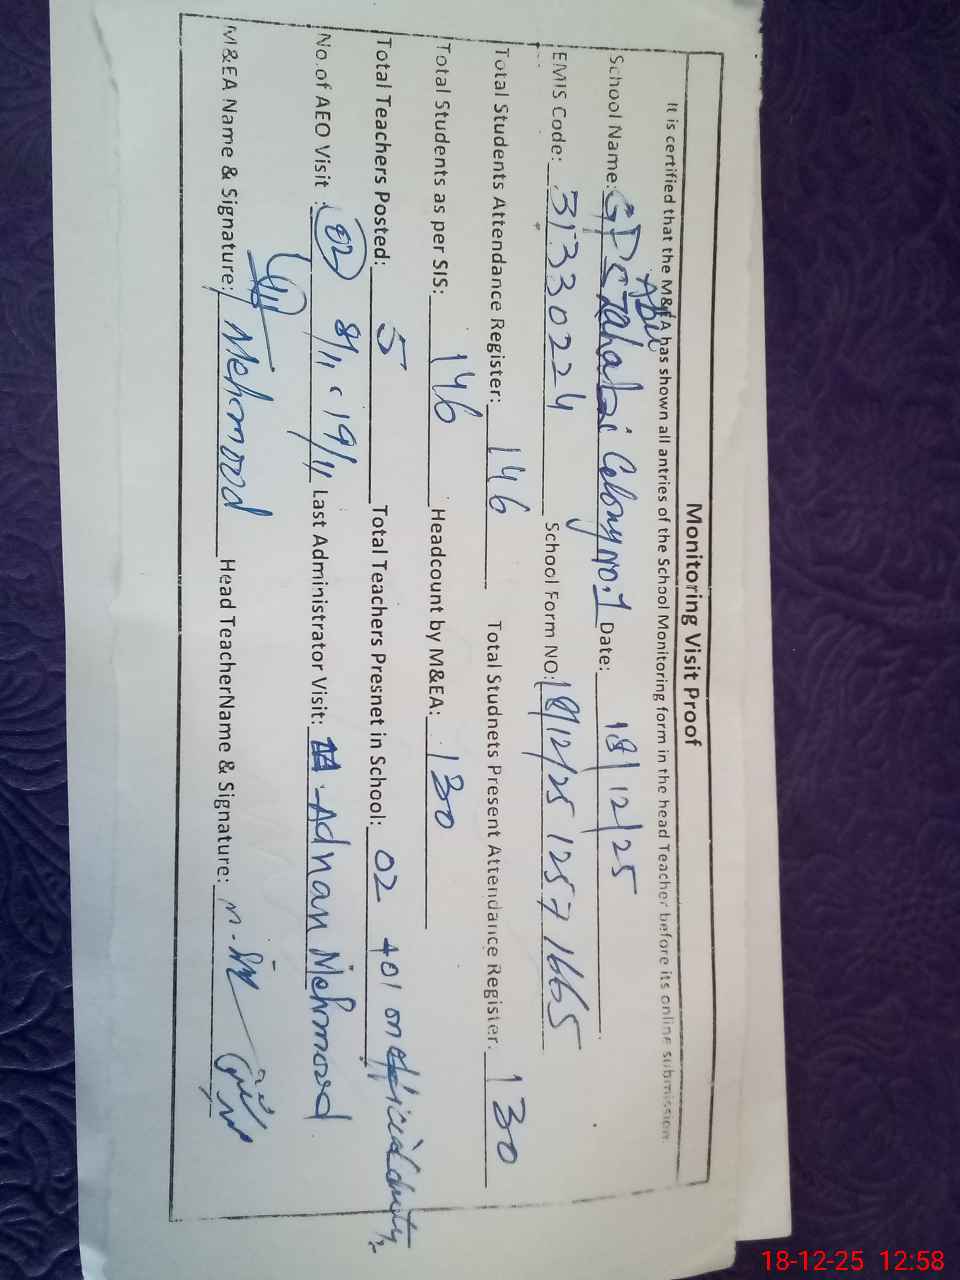 Monitoring Visit Proof
It is certified that the M&EA has shown all antries of the School Monitoring form in the head Teacher before its online submission.
School Name: GPS Abu Colony no.1 Date: 18/12/25
EMIS Code: 31330224 School Form NO: 18/12/25 1257 1665
Total Students Attendance Register: 146 Total Studnets Present Attendance Register: 130
Total Students as per SIS: 146 Headcount by M&EA: 130
Total Teachers Posted: 5 Total Teachers Presnet in School: 02 + 01 on official duty
No. of AEO Visit : 02 8/11, 19/11 Last Administrator Visit: Adnan Mehmood
M&EA Name & Signature: Mehmood Head TeacherName & Signature:
18-12-25 12:58